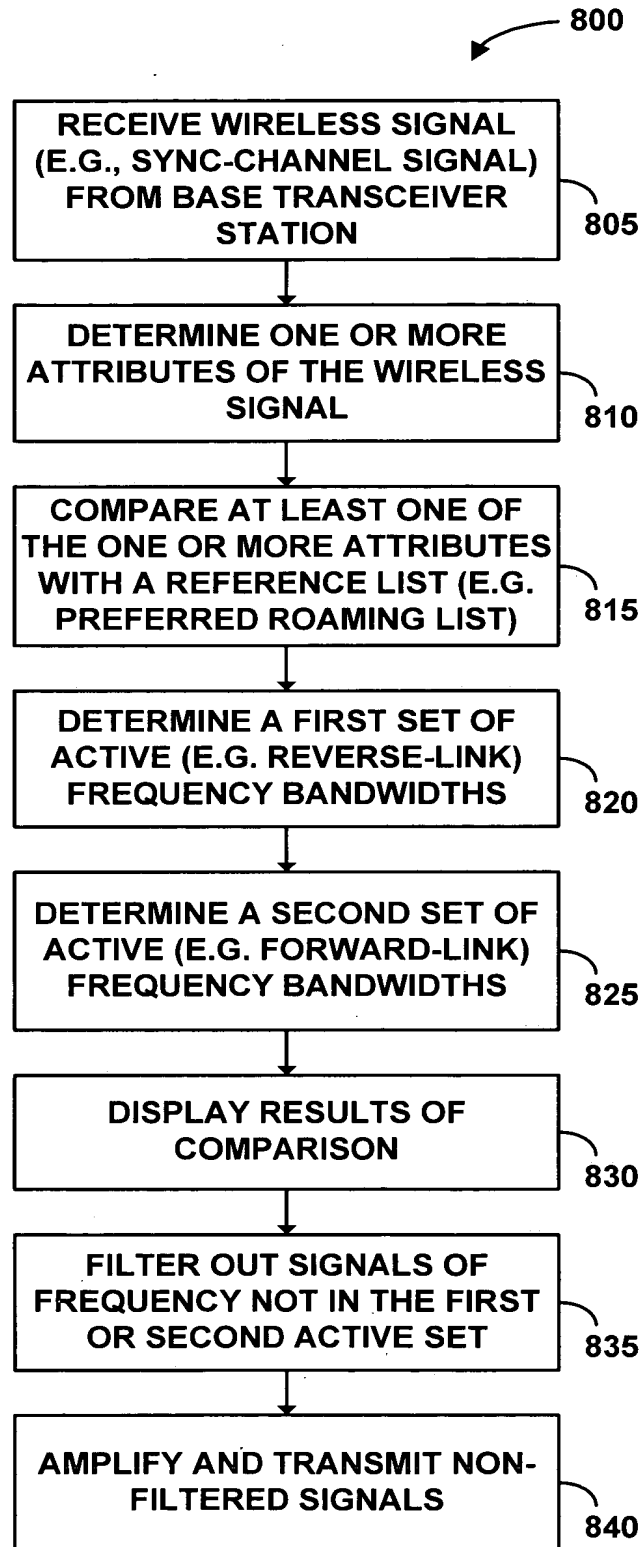 800
RECEIVE WIRELESS SIGNAL
(E.G., SYNC-CHANNEL SIGNAL)
FROM BASE TRANSCEIVER
STATION
805
DETERMINE ONE OR MORE
ATTRIBUTES OF THE WIRELESS
SIGNAL
810
COMPARE AT LEAST ONE OF
THE ONE OR MORE ATTRIBUTES
WITH A REFERENCE LIST (E.G.
PREFERRED ROAMING LIST)
815
DETERMINE A FIRST SET OF
ACTIVE (E.G. REVERSE-LINK)
FREQUENCY BANDWIDTHS
820
DETERMINE A SECOND SET OF
ACTIVE (E.G. FORWARD-LINK)
FREQUENCY BANDWIDTHS
825
DISPLAY RESULTS OF
COMPARISON
830
FILTER OUT SIGNALS OF
FREQUENCY NOT IN THE FIRST
OR SECOND ACTIVE SET
835
AMPLIFY AND TRANSMIT NON-
FILTERED SIGNALS
840